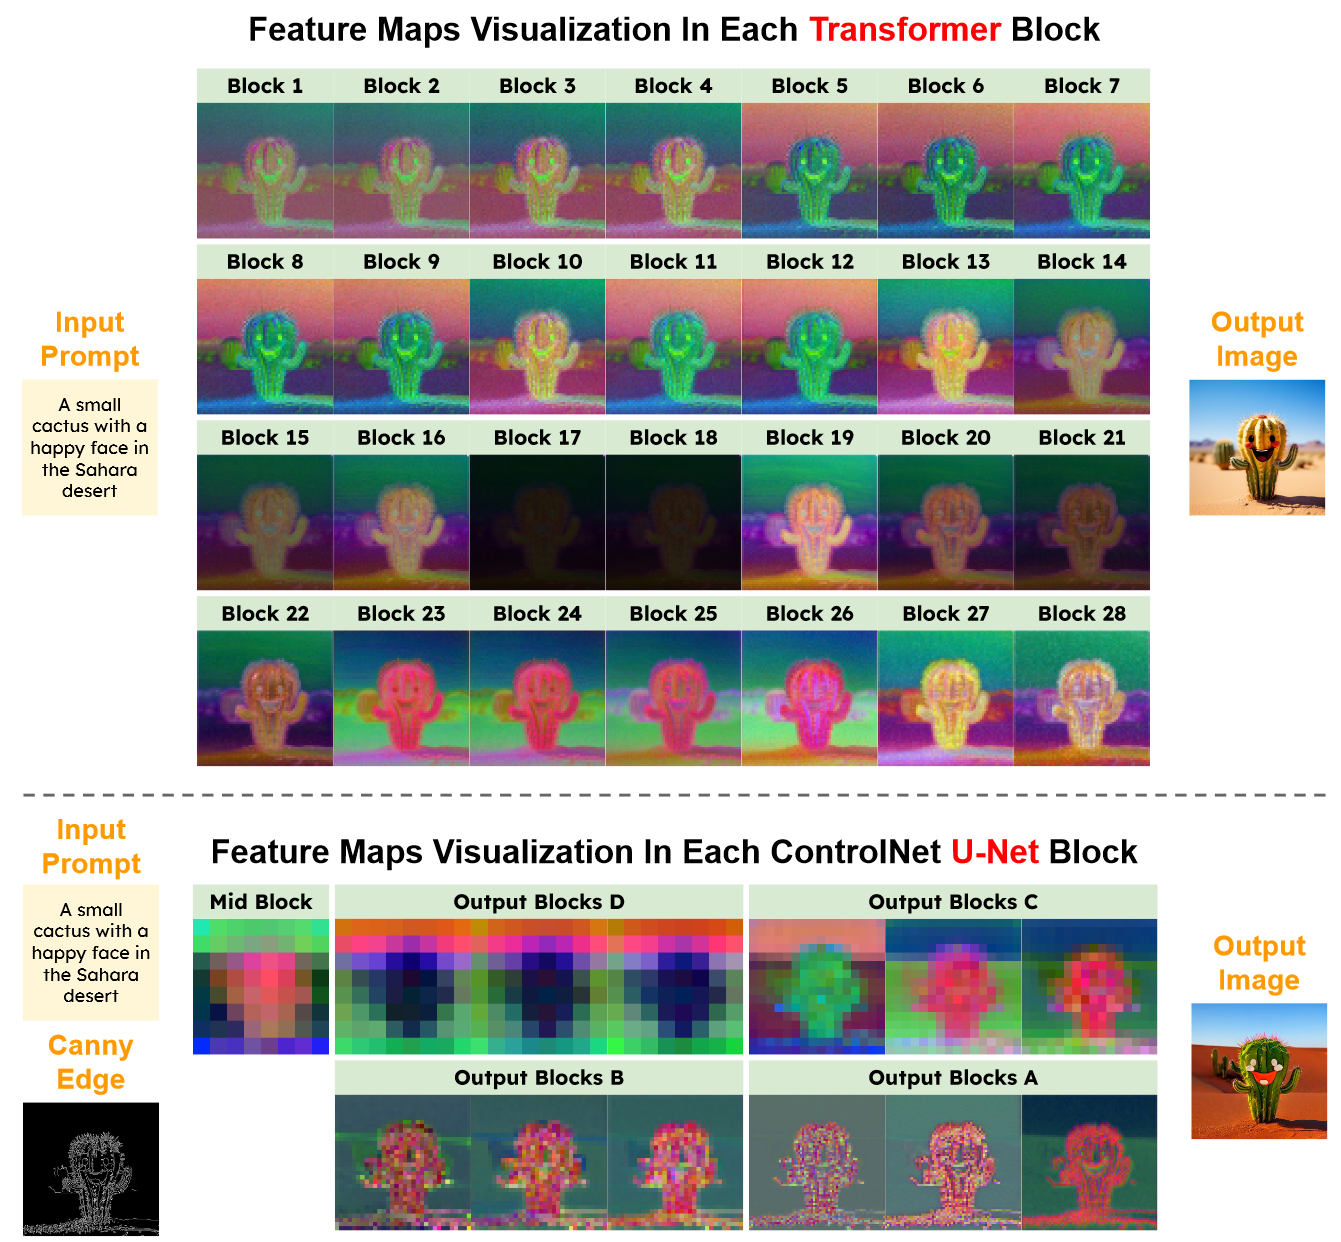 Feature Maps Visualization In Each Transformer Block
Block 1 Block 2 Block 3 Block 4 Block 5 Block 6 Block 7
Block 8 Block 9 Block 10 Block 11 Block 12 Block 13 Block 14
Input
Prompt
A small
cactus with a
happy face in
the Sahara
desert
Output
Image
Block 15 Block 16 Block 17 Block 18 Block 19 Block 20 Block 21
Block 22 Block 23 Block 24 Block 25 Block 26 Block 27 Block 28
Input
Prompt
A small
cactus with a
happy face in
the Sahara
desert
Canny
Edge
Feature Maps Visualization In Each ControlNet U-Net Block
Mid Block Output Blocks D Output Blocks C
Output Blocks B Output Blocks A
Output
Image